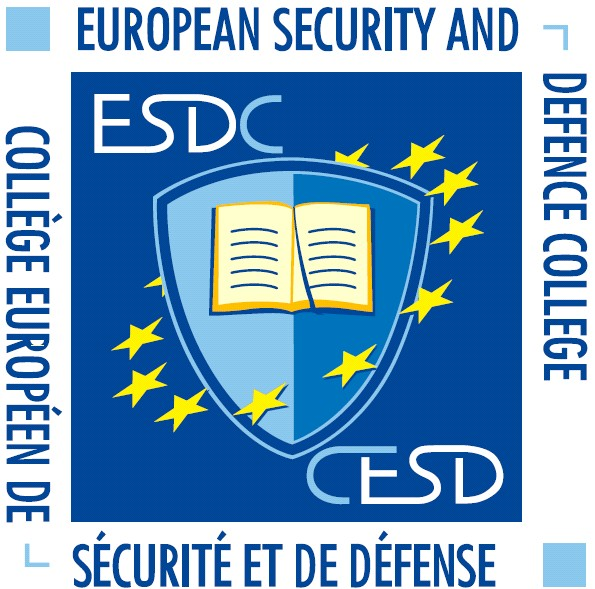 EUROPEAN SECURITY AND
DEFENCE COLLEGE
ESDC
CESD
COLLÈGE EUROPÉEN DE
SÉCURITÉ ET DE DÉFENSE